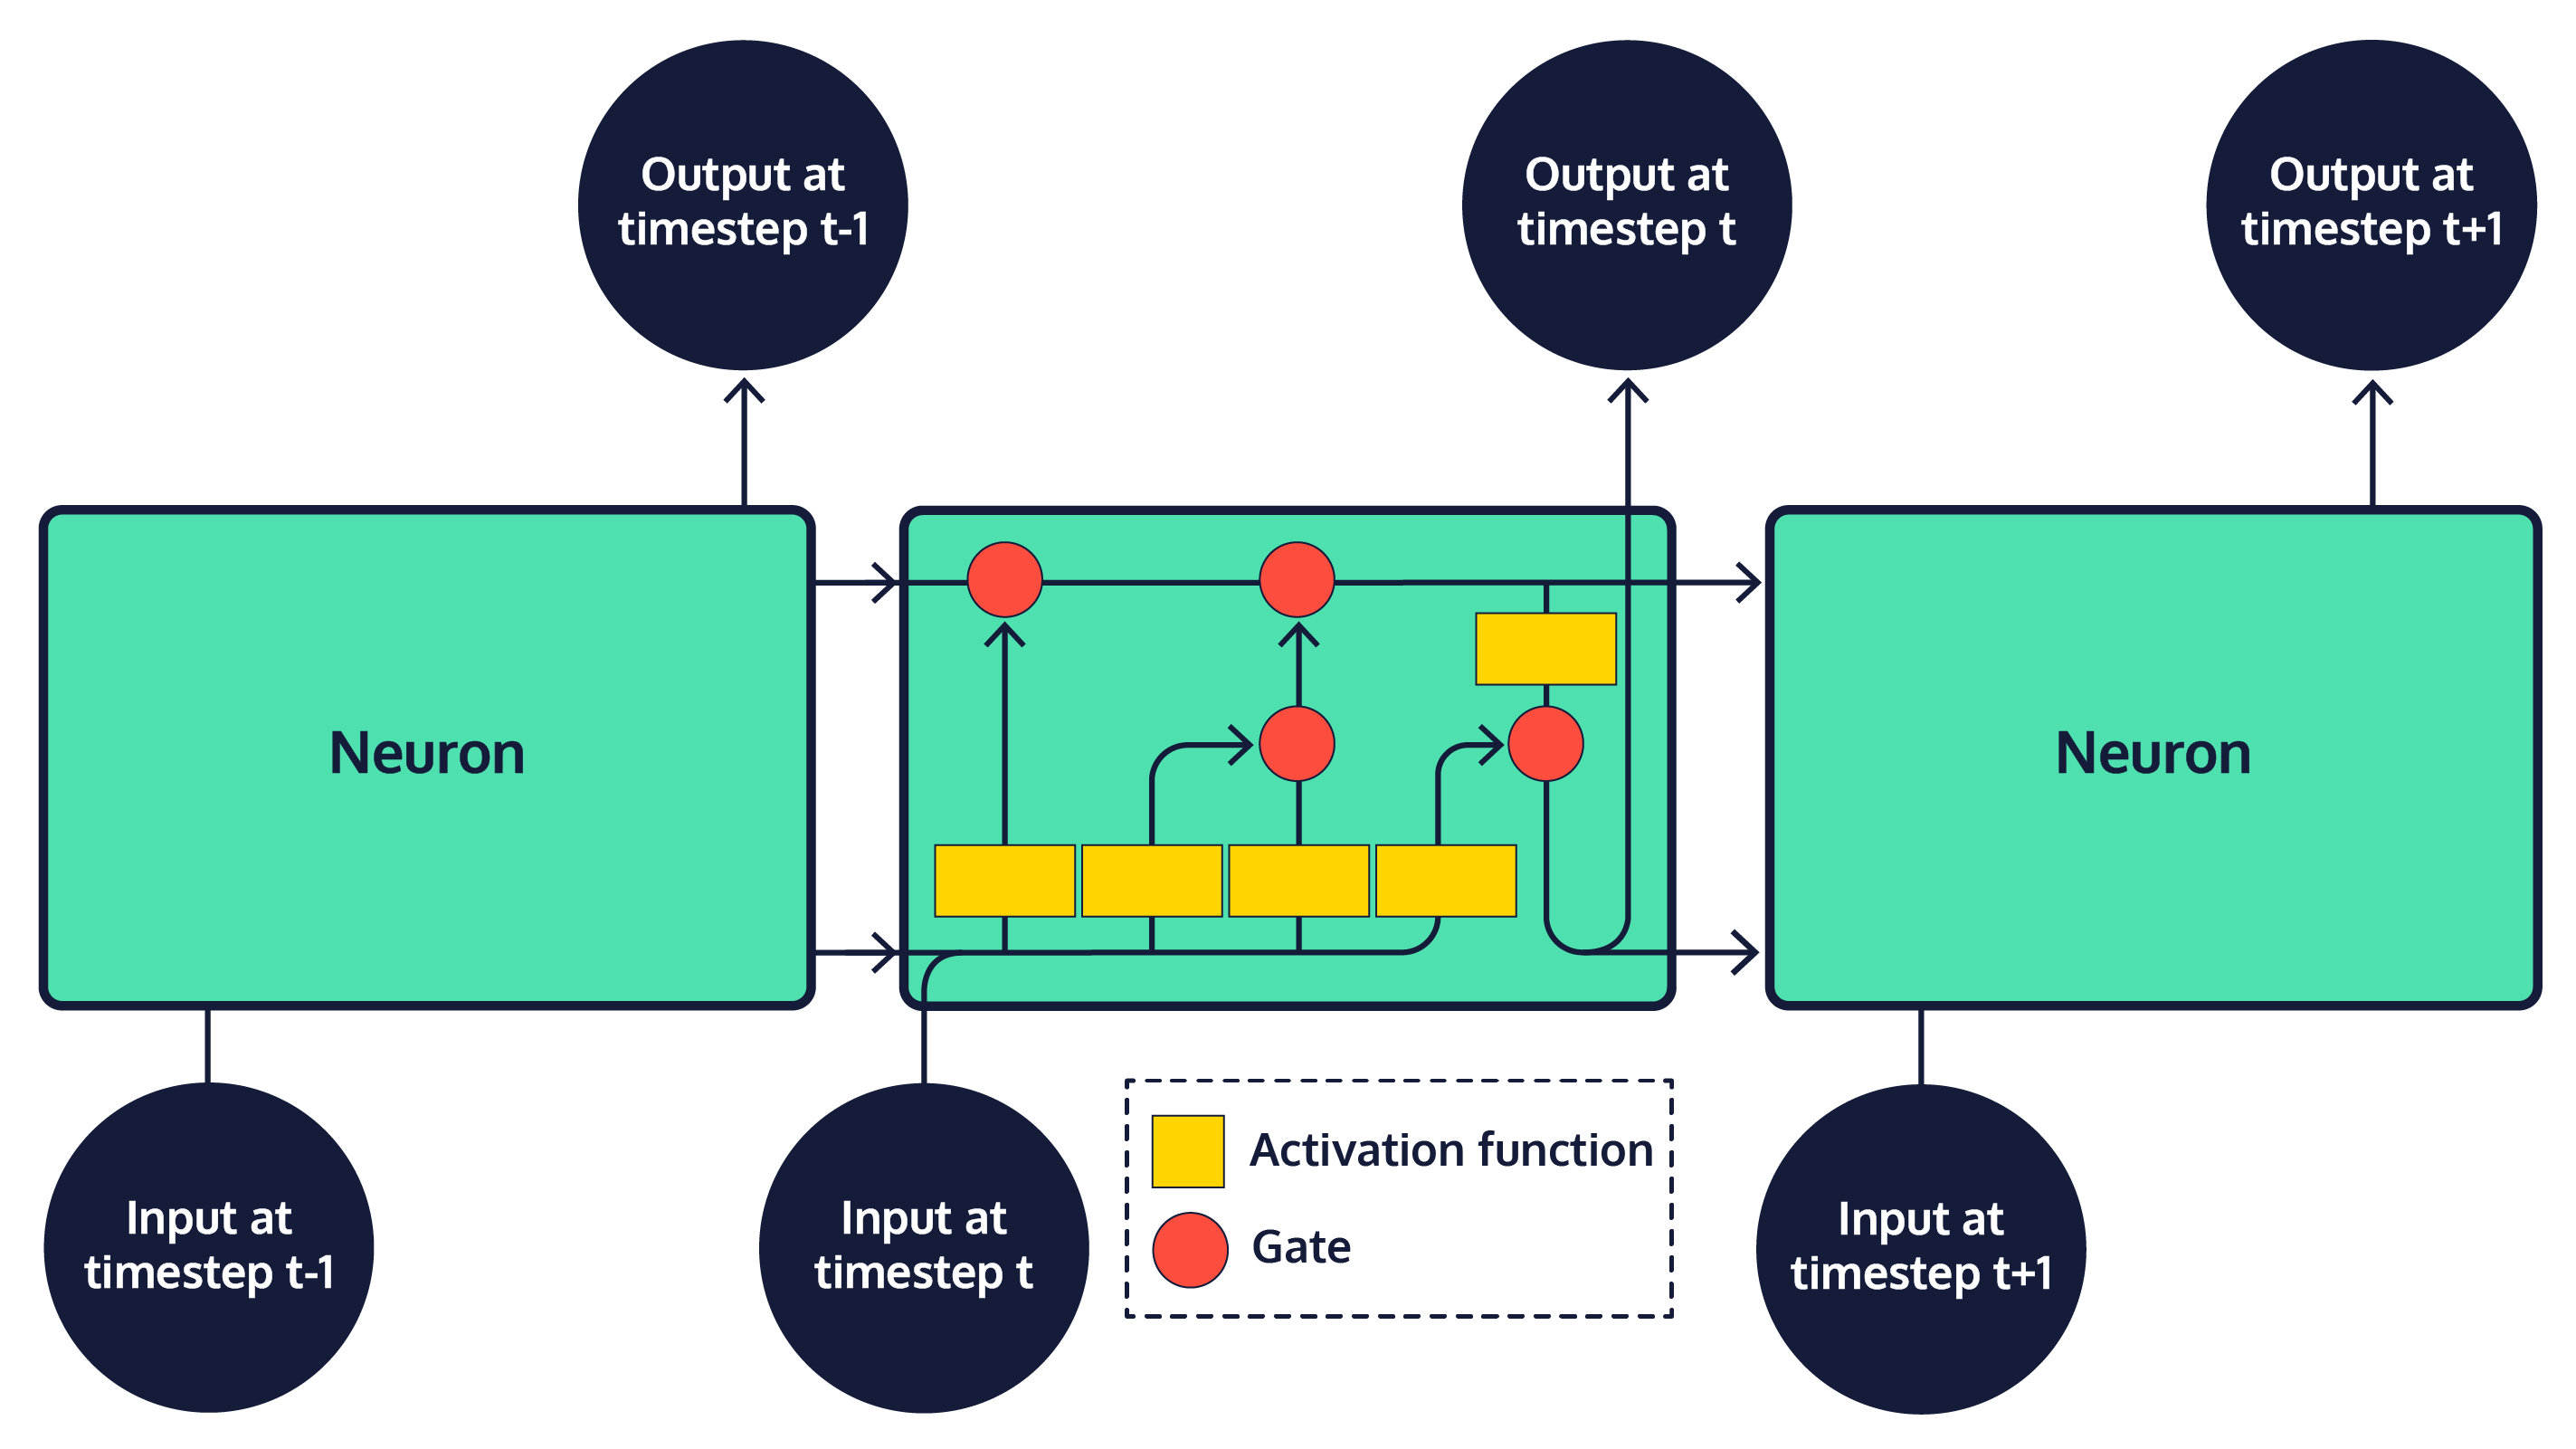 Output at
timestep t-1
Output at
timestep t
Output at
timestep t+1
Neuron
Neuron
Input at
timestep t-1
Input at
timestep t
Activation function
Gate
Input at
timestep t+1